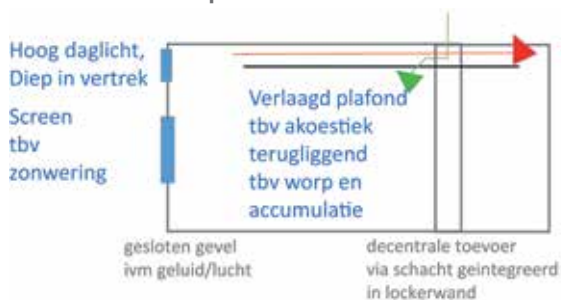 Hoog daglicht,
Diep in vertrek
Screen
tbv
zonwering
Verlaagd plafond
tbv akoestiek
terugliggend
tbv worp en
accumulatie
gesloten gevel
ivm geluid/lucht
decentrale toevoer
via schacht geintegreerd
in lockerwand